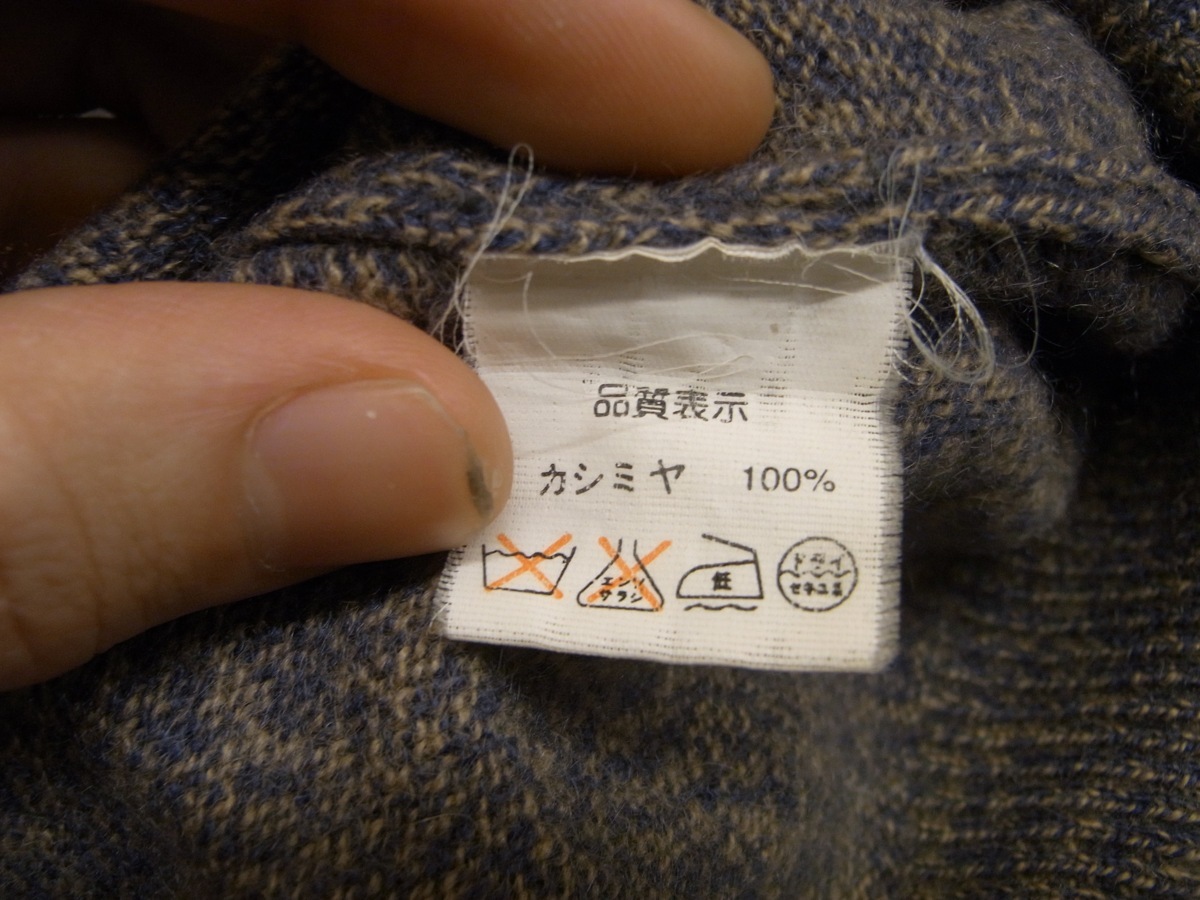 品質表示
カシミヤ 100%
エンソ サラシ
低
ドライ
セキユ系